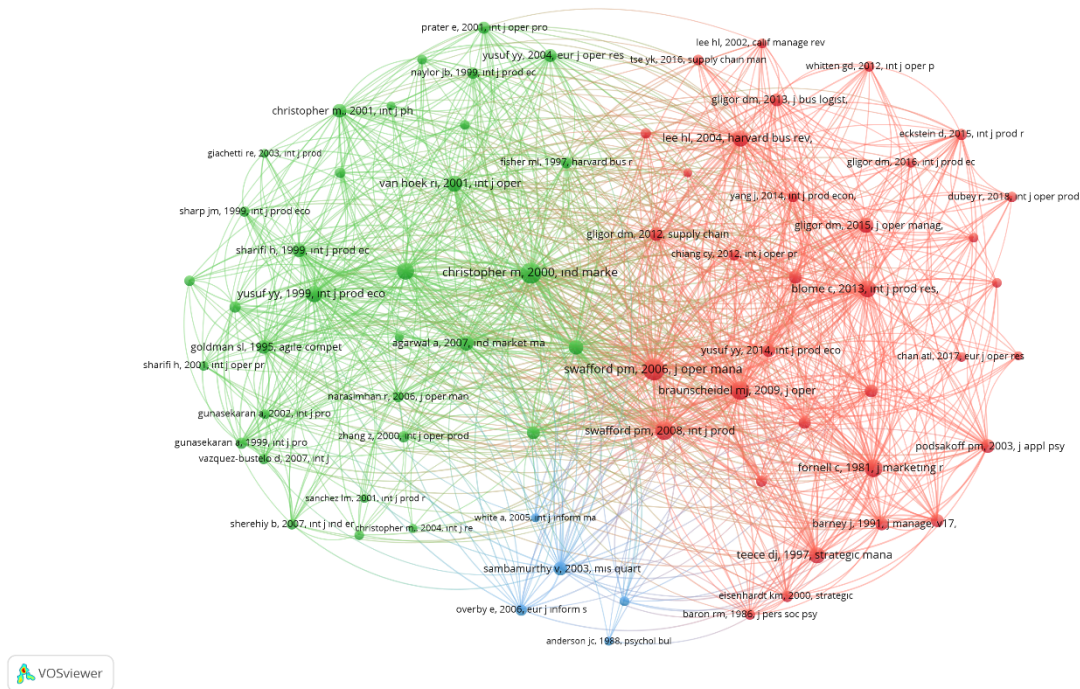 prater e, 2001, int j oper pro
lee hl, 2002, calif manage rev
yusuf yy, 2004, eur j oper res
tse yk, 2016, supply chain man
whitten gd, 2012, int j oper p
naylor jb, 1999, int j prod ec
gligor dm, 2013, j bus logist,
christopher m., 2001, int j ph
lee hl, 2004, harvard bus rev,
eckstein d, 2015, int j prod r
giachetti re, 2003, int j prod
fisher ml, 1997, harvard bus r
gligor dm, 2016, int j prod ec
van hoek ri, 2001, int j oper
yang j, 2014, int j prod econ,
dubey r, 2018, int j oper prod
sharp jm, 1999, int j prod eco
gligor dm, 2015, j oper manag,
gligor dm, 2012, supply chain
sharifi h, 1999, int j prod ec
chiang cy, 2012, int j oper pr
christopher m, 2000, ind marke
yusuf yy, 1999, int j prod eco
blome c, 2013, int j prod res,
agarwal a, 2007, ind market ma
goldman sl, 1995, agile compet
yusuf yy, 2014, int j prod eco
chan atl, 2017, eur j oper res
sharifi h, 2001, int j oper pr
swafford pm, 2006, j oper mana
braunscheidel mj, 2009, j oper
narasimhan r, 2006, j oper man
gunasekaran a, 2002, int j pro
swafford pm, 2008, int j prod
zhang z, 2000, int j oper prod
gunasekaran a, 1999, int j pro
podsakoff pm, 2003, j appl psy
vazquez-bustelo d, 2007, int j
fornell c, 1981, j marketing r
sanchez lm, 2001, int j prod r
white a, 2005, int j inform ma
sherehiy b, 2007, int j ind er
christopher m., 2004, int j re
barney j, 1991, j manage, v17,
teece dj, 1997, strategic mana
sambamurthy v, 2003, mis quart
eisenhardt km, 2000, strategic
overby e, 2006, eur j inform s
baron rm, 1986, j pers soc psy
anderson jc, 1988, psychol bul
VOSviewer